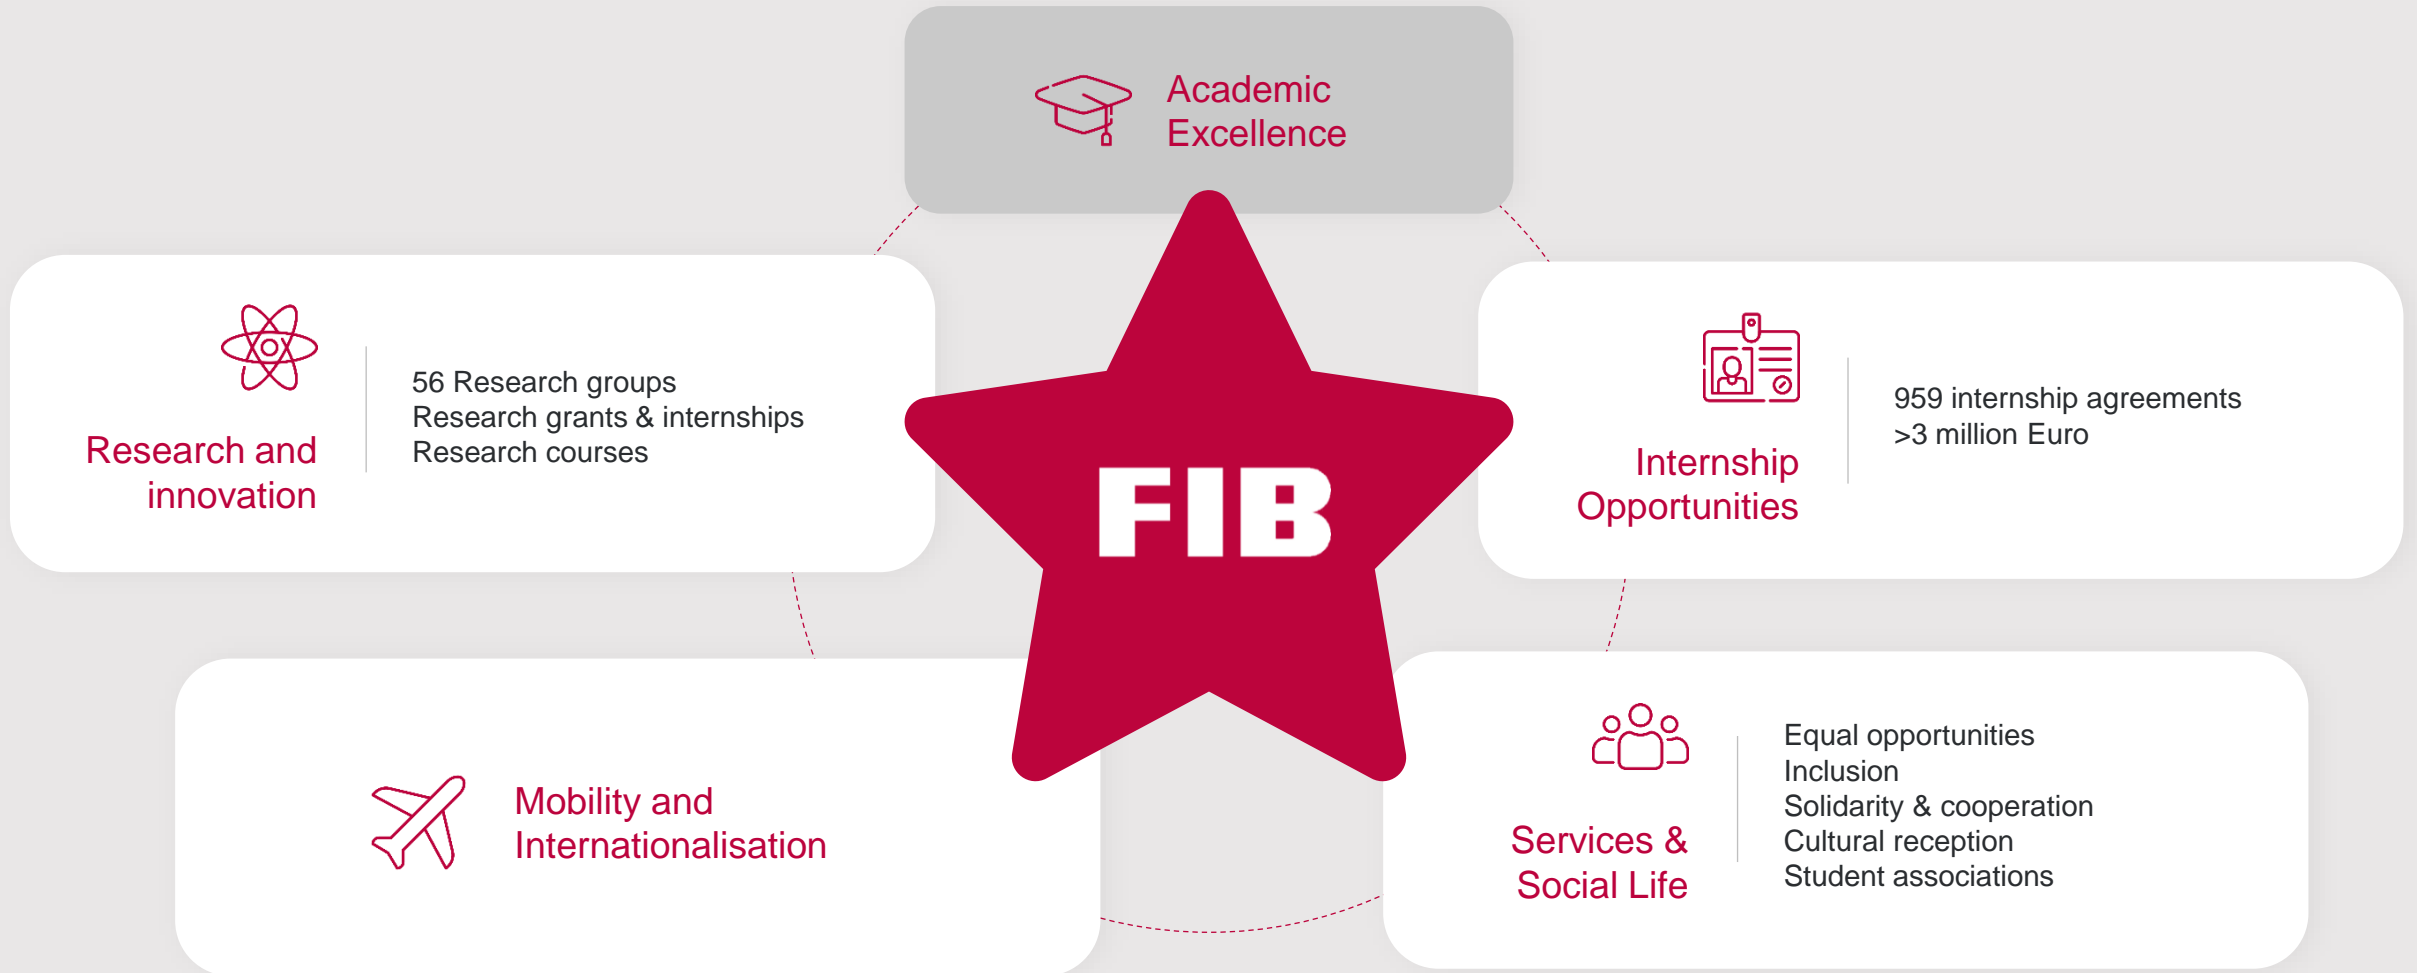 Academic
Excellence
Research and
innovation
56 Research groups
Research grants & internships
Research courses
FIB
Internship
Opportunities
959 internship agreements
>3 million Euro
Mobility and
Internationalisation
Services &
Social Life
Equal opportunities
Inclusion
Solidarity & cooperation
Cultural reception
Student associations